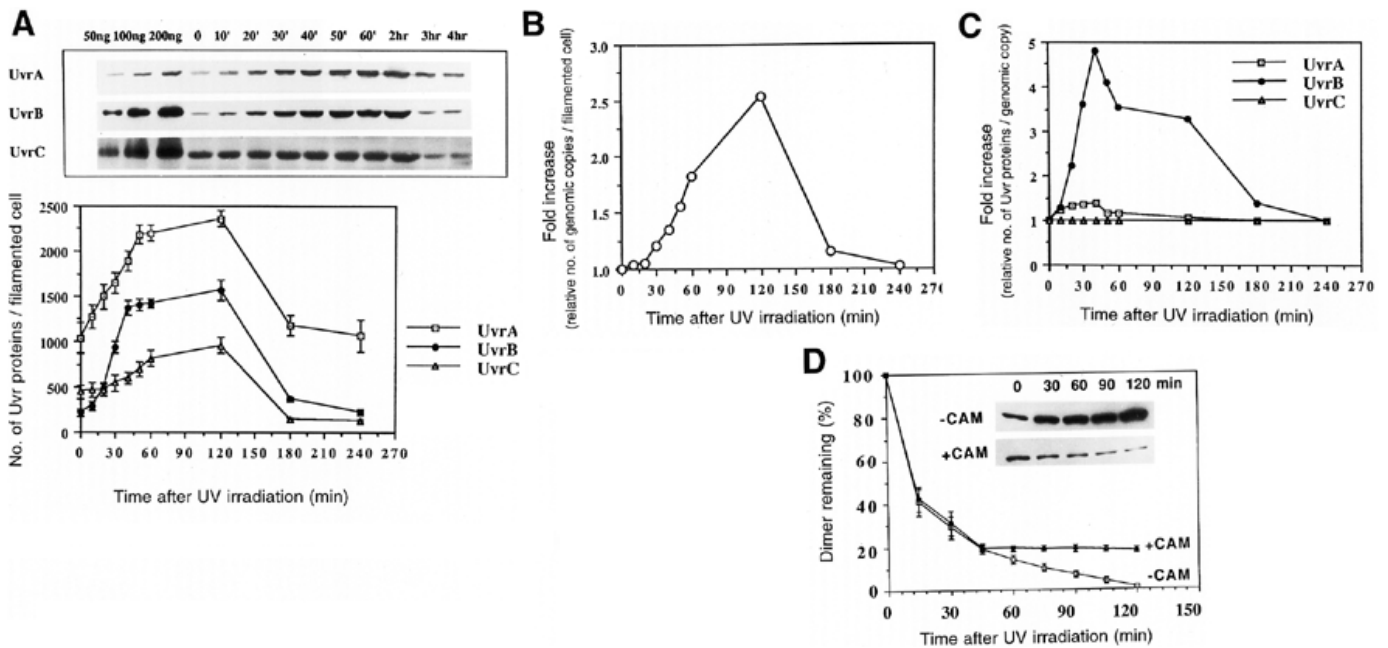 A
50ng 100ng 200ng 0 10' 20' 30' 40' 50' 60' 2hr 3hr 4hr
UvrA
UvrB
UvrC
No. of Uvr proteins / filamented cell
2500
2000
1500
1000
500
0
0 30 60 90 120 150 180 210 240 270
Time after UV irradiation (min)
UvrA
UvrB
UvrC
B
Fold increase
(relative no. of genomic copies / filamented cell)
3.0
2.5
2.0
1.5
1.0
0 30 60 90 120 150 180 210 240
Time after UV irradiation (min)
C
Fold increase
(relative no. of Uvr proteins / genomic copy)
5
4
3
2
1
0
UvrA
UvrB
UvrC
0 30 60 90 120 150 180 210 240 270
Time after UV irradiation (min)
D
Dimer remaining (%)
100
80
60
40
20
0
0 30 60 90 120 min
-CAM
+CAM
+CAM
-CAM
0 30 60 90 120 150
Time after UV irradiation (min)